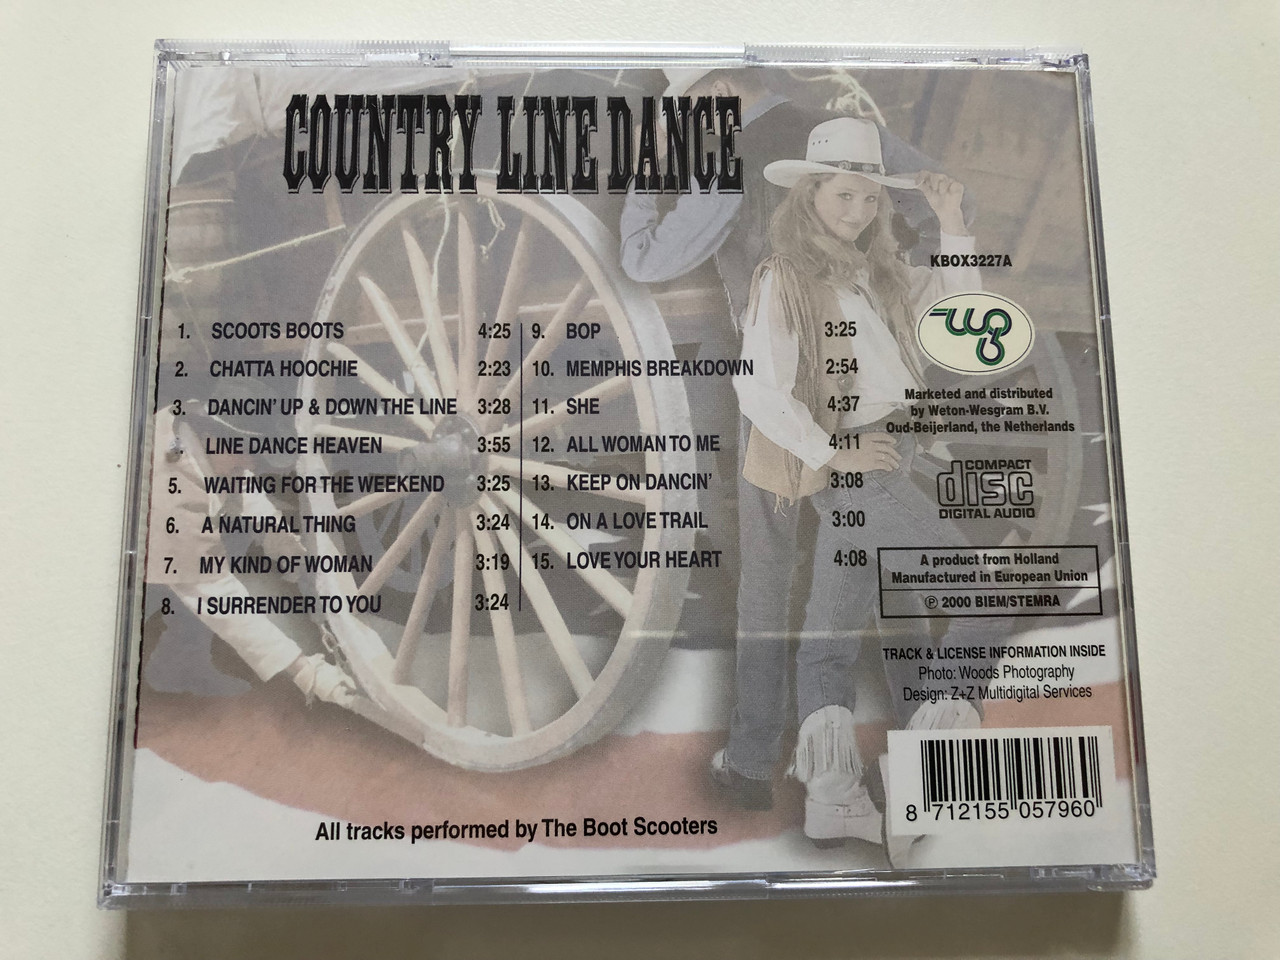 COUNTRY LINE DANCE
1. SCOOTS BOOTS 4:25
2. CHATTA HOOCHIE 2:23
3. DANCIN' UP & DOWN THE LINE 3:28
. LINE DANCE HEAVEN 3:55
5. WAITING FOR THE WEEKEND 3:25
6. A NATURAL THING 3:24
7. MY KIND OF WOMAN 3:19
8. I SURRENDER TO YOU 3:24
9. BOP 3:25
10. MEMPHIS BREAKDOWN 2:54
11. SHE 4:37
12. ALL WOMAN TO ME 4:11
13. KEEP ON DANCIN' 3:08
14. ON A LOVE TRAIL 3:00
15. LOVE YOUR HEART 4:08
All tracks performed by The Boot Scooters
KBOX3227A
Marketed and distributed
by Weton-Wesgram B.V.
Oud-Beijerland, the Netherlands
COMPACT
disc
DIGITAL AUDIO
A product from Holland
Manufactured in European Union
℗ 2000 BIEM/STEMRA
TRACK & LICENSE INFORMATION INSIDE
Photo: Woods Photography
Design: Z+Z Multidigital Services
8 712155 057960